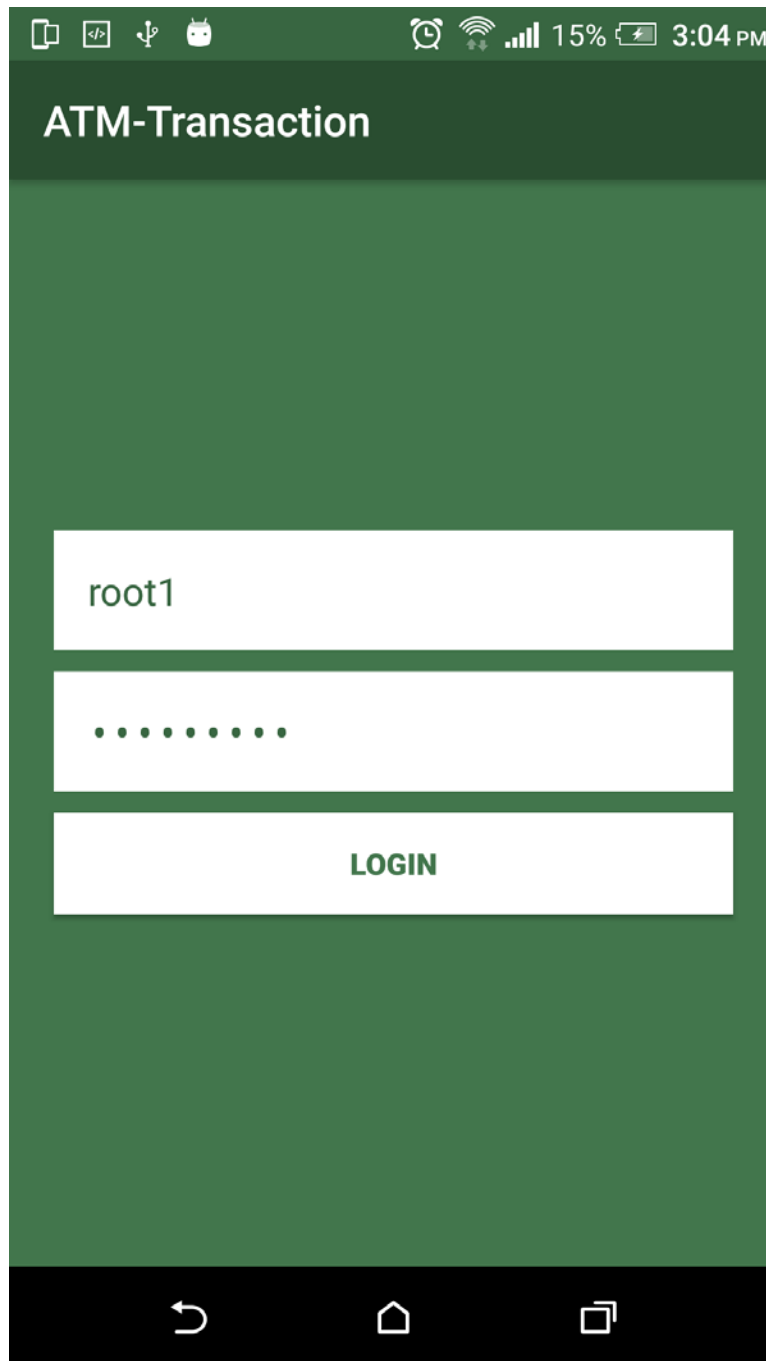 15% 3:04 PM
ATM-Transaction
root1
•••••••••
LOGIN